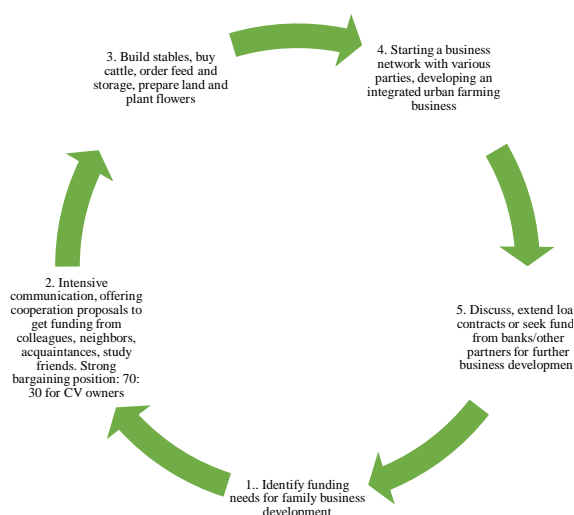 3. Build stables, buy
cattle, order feed and
storage, prepare land and
plant flowers
4. Starting a business
network with various
parties, developing an
integrated urban farming
business
2. Intensive
communication, offering
cooperation proposals to
get funding from
colleagues, neighbors,
acquaintances, study
friends. Strong
bargaining position: 70:
30 for CV owners
5. Discuss, extend loa
contracts or seek fund
from banks/other
partners for further
business development
1.. Identify funding
needs for family business
development